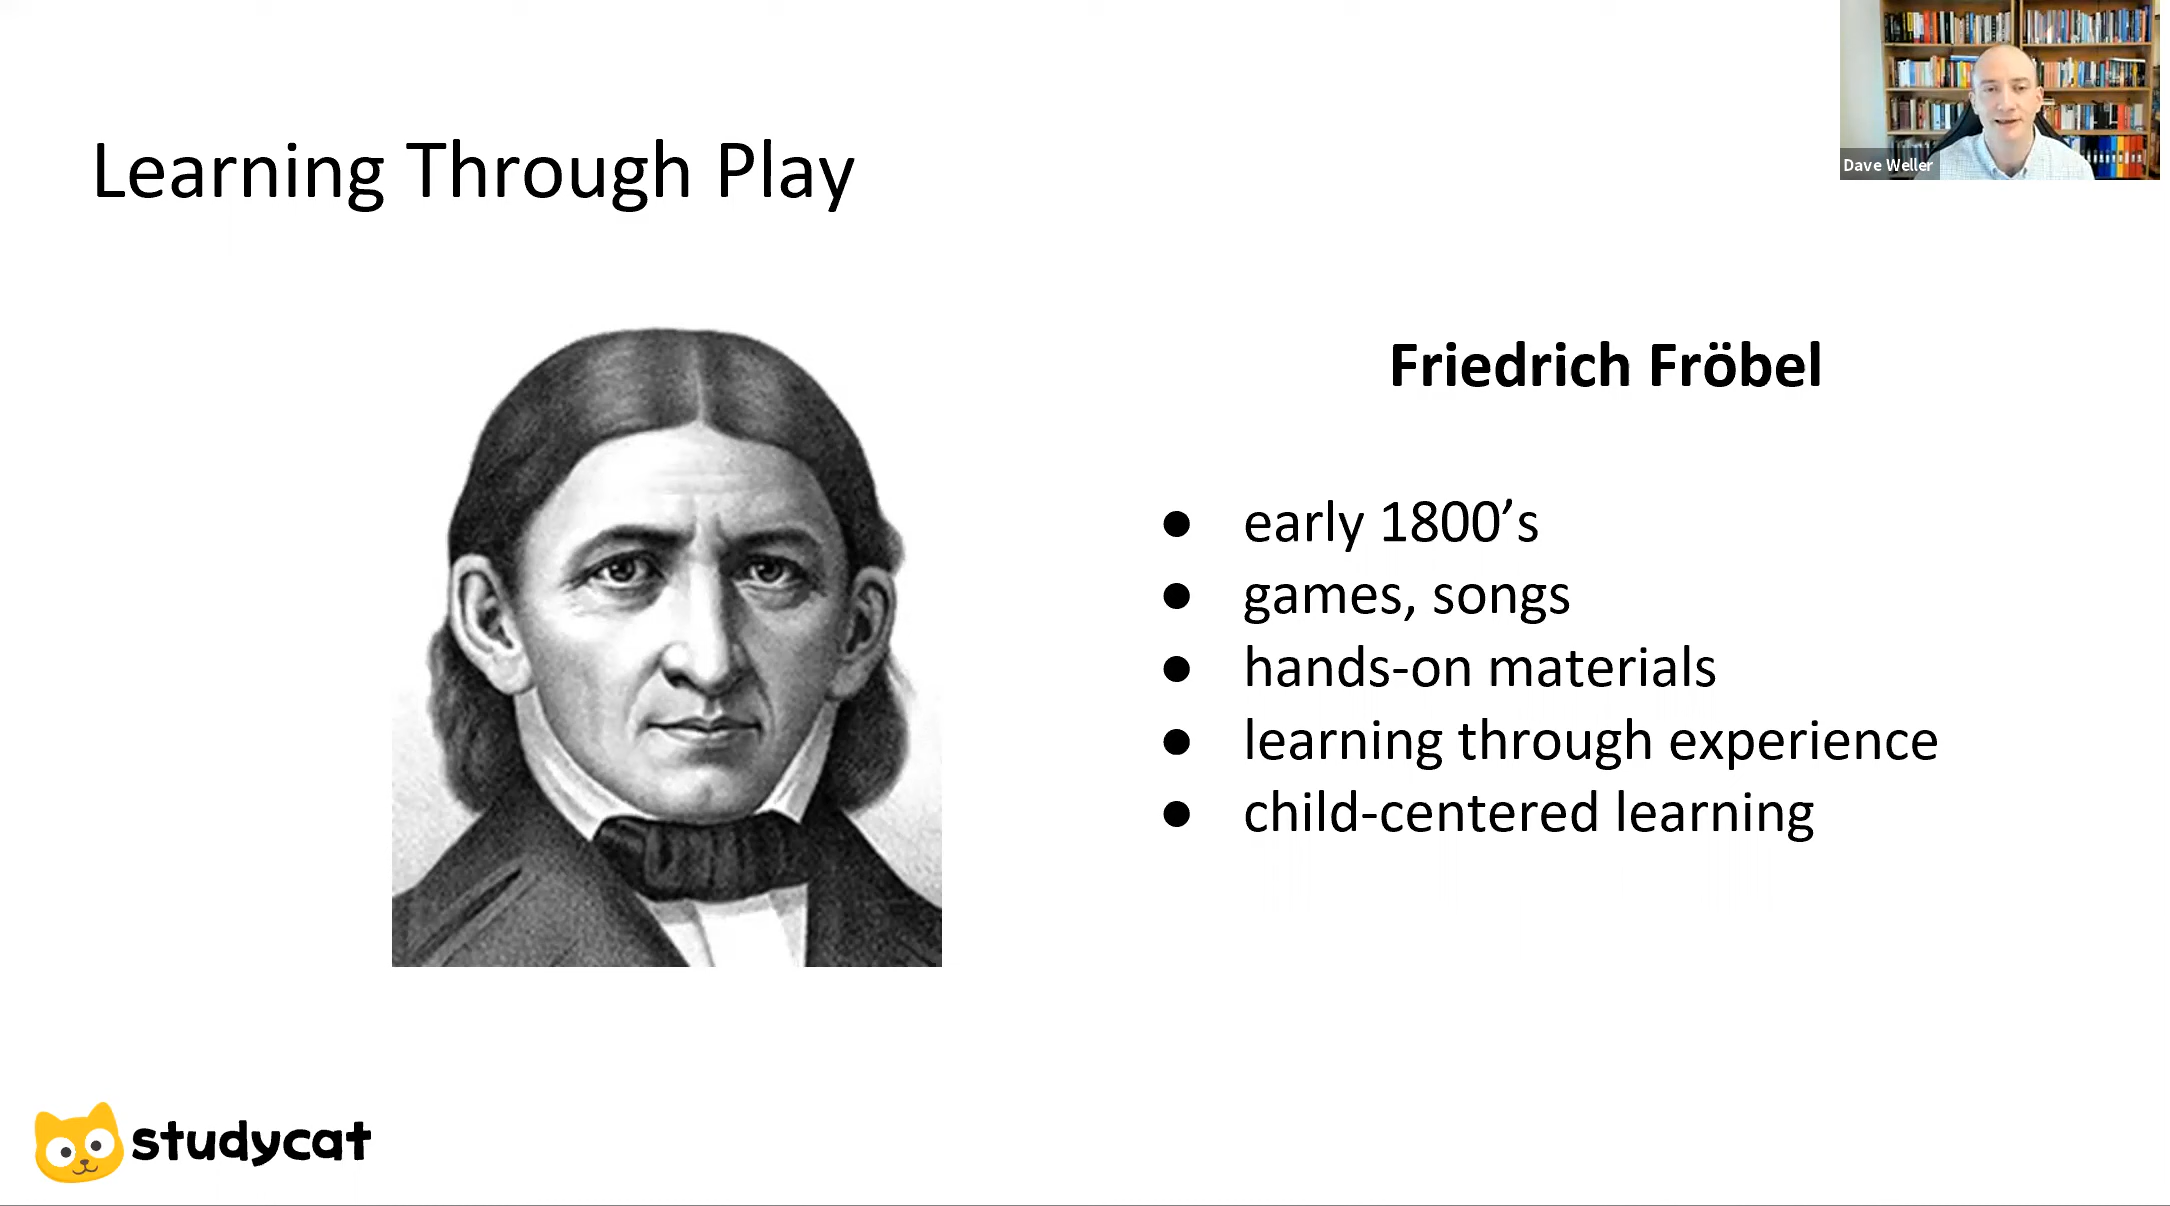 Learning Through Play
Dave Weller
Friedrich Fröbel
● early 1800’s
● games, songs
● hands-on materials
● learning through experience
● child-centered learning
studycat